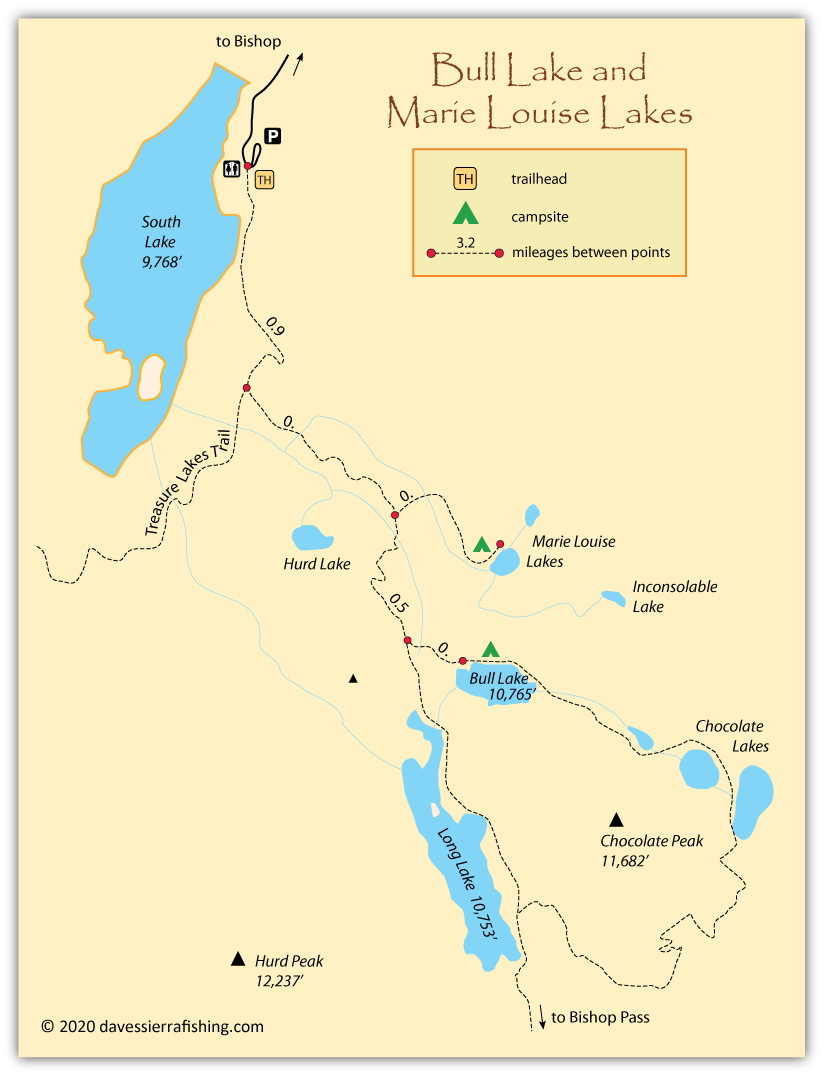 to Bishop
Bull Lake and
Marie Louise Lakes
P
TH
TH
trailhead
campsite
3.2
mileages between points
South
Lake
9,768’
0.9
0.
Treasure Lakes Trail
0.
Hurd Lake
Marie Louise
Lakes
Inconsolable
Lake
0.5
0.
Bull Lake
10,765’
Chocolate
Lakes
Chocolate Peak
11,682’
Long Lake 10,753’
Hurd Peak
12,237’
to Bishop Pass
© 2020 davessierrafishing.com